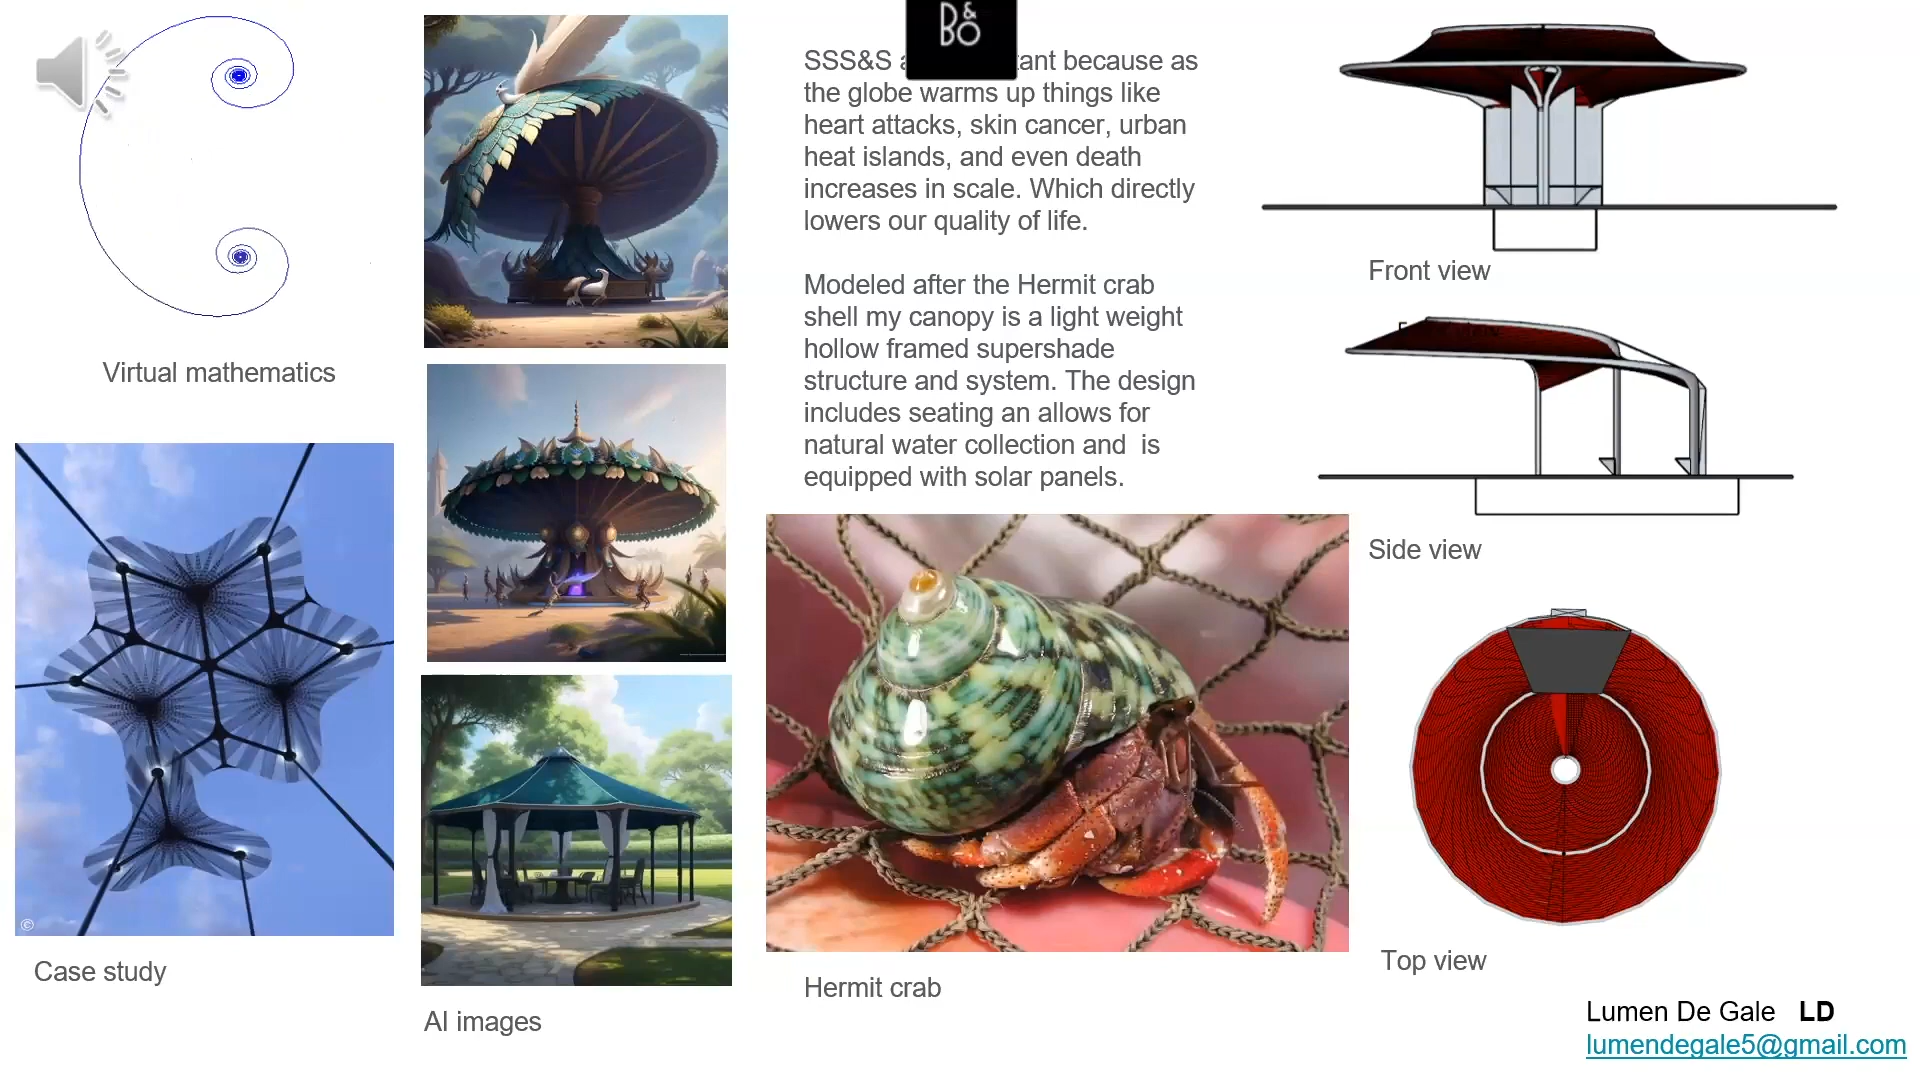 B&O
SSS&S a tant because as
the globe warms up things like
heart attacks, skin cancer, urban
heat islands, and even death
increases in scale. Which directly
lowers our quality of life.
Modeled after the Hermit crab
shell my canopy is a light weight
hollow framed supershade
structure and system. The design
includes seating an allows for
natural water collection and is
equipped with solar panels.
Virtual mathematics
©
Case study
AI images
Hermit crab
Front view
Side view
Top view
Lumen De Gale LD
lumendegale5@gmail.com